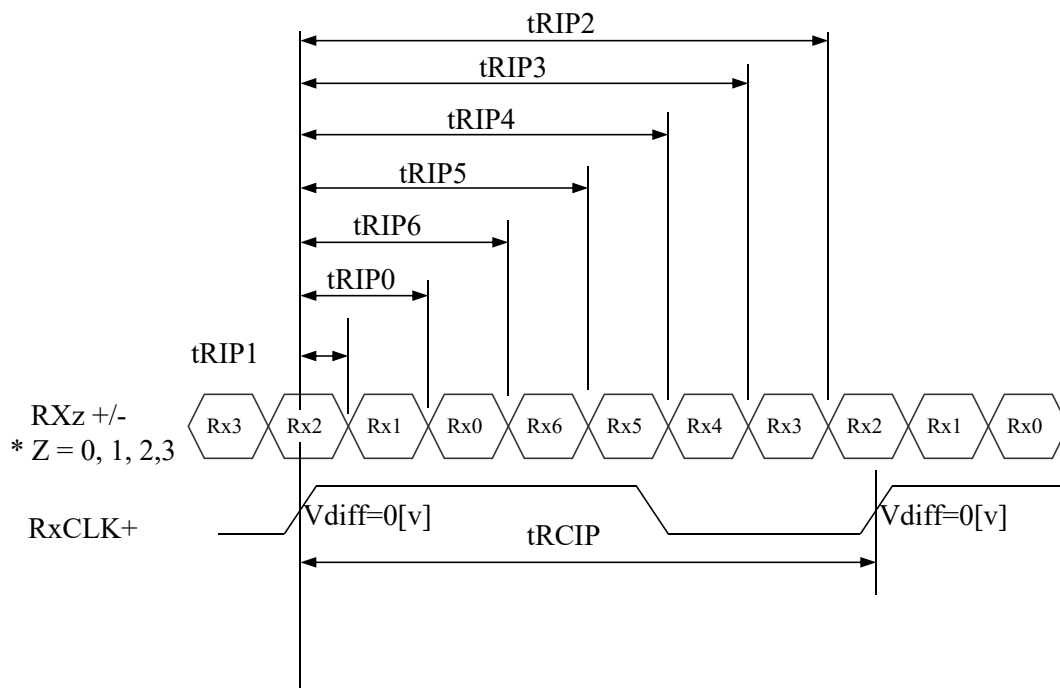 tRIP2
tRIP3
tRIP4
tRIP5
tRIP6
tRIP0
tRIP1
RXz +/-
* Z = 0, 1, 2,3
Rx3 Rx2 Rx1 Rx0 Rx6 Rx5 Rx4 Rx3 Rx2 Rx1 Rx0
RxCLK+ Vdiff=0[v] Vdiff=0[v]
tRCIP